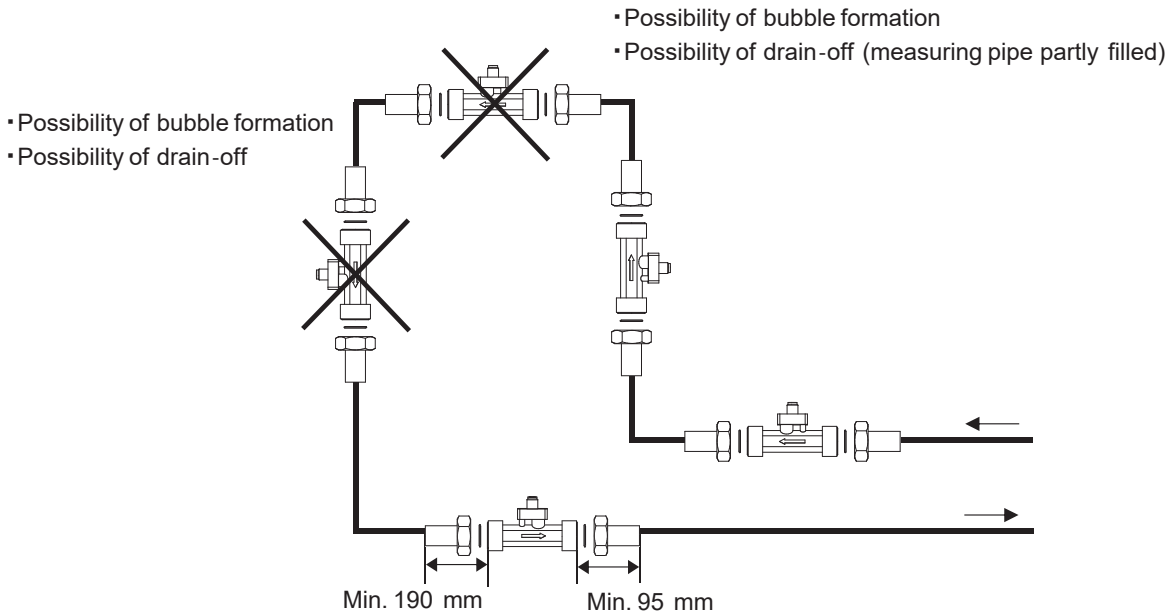 ·Possibility of bubble formation
·Possibility of drain-off (measuring pipe partly filled)
·Possibility of bubble formation
·Possibility of drain-off
Min. 190 mm
Min. 95 mm